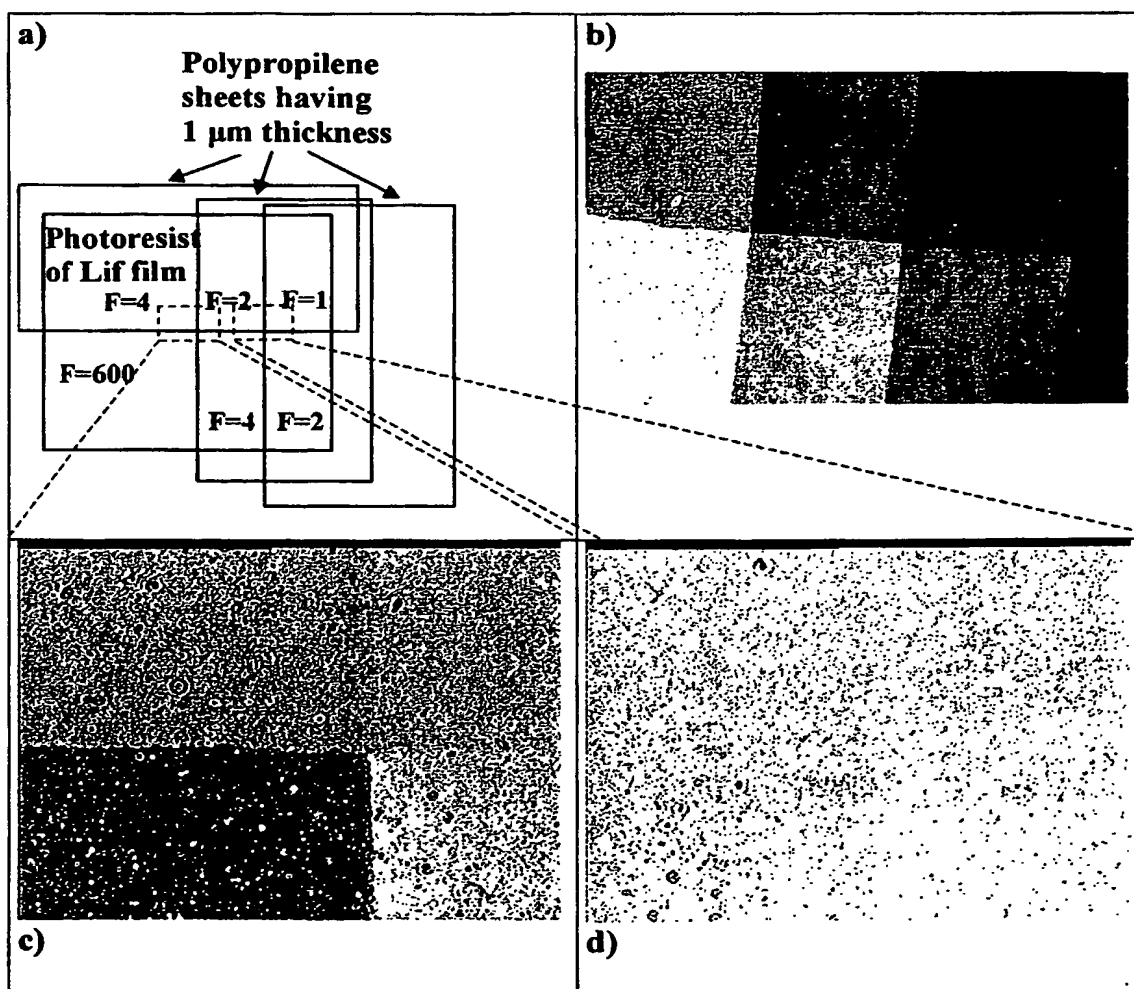 a)
Polypropilene
sheets having
1 µm thickness
Photoresist
of Lif film
F=4
F=2
F=1
F=600
F=4
F=2
b)
c)
d)